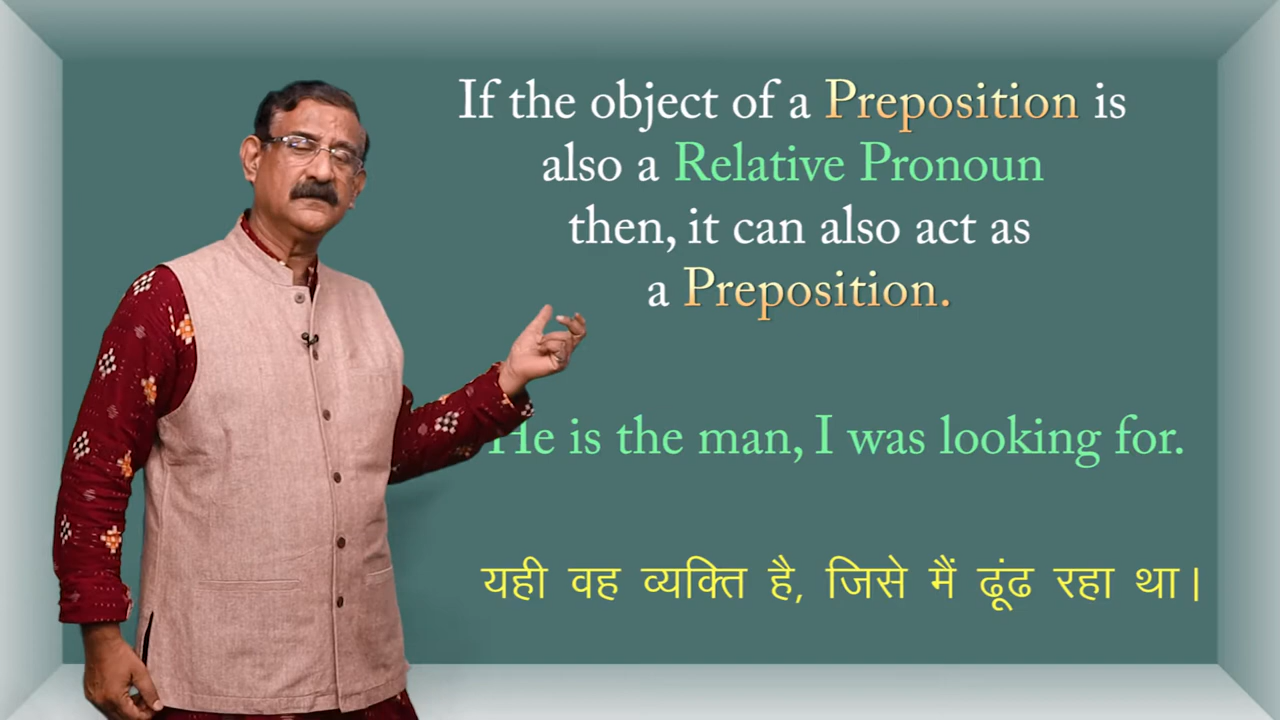 If the object of a Preposition is
also a Relative Pronoun
then, it can also act as
a Preposition.
He is the man, I was looking for.
यही वह व्यक्ति है, जिसे मैं ढूंढ रहा था।